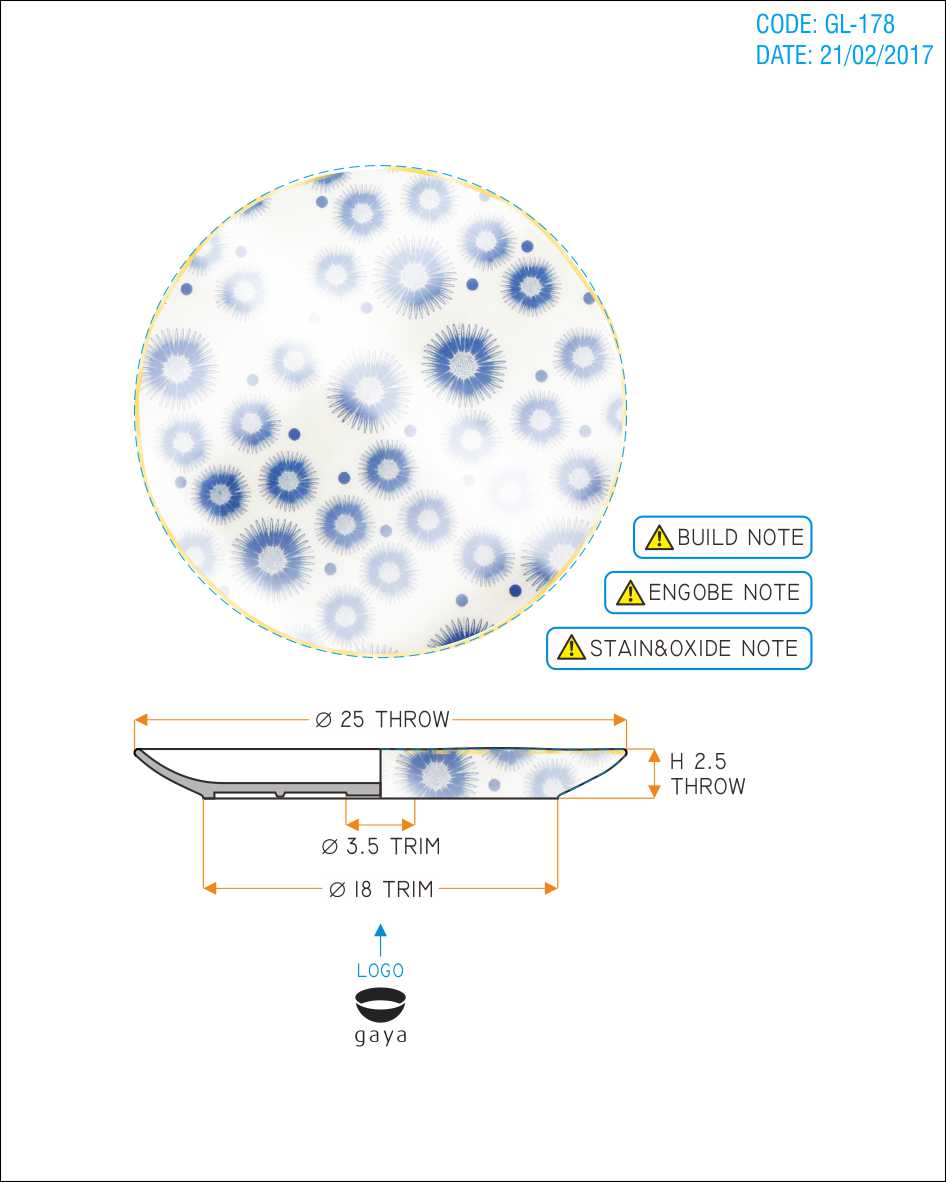 CODE: GL-178
DATE: 21/02/2017
BUILD NOTE
ENGOBE NOTE
STAIN&OXIDE NOTE
Ø 25 THROW
H 2.5
THROW
Ø 3.5 TRIM
Ø 18 TRIM
LOGO
gaya